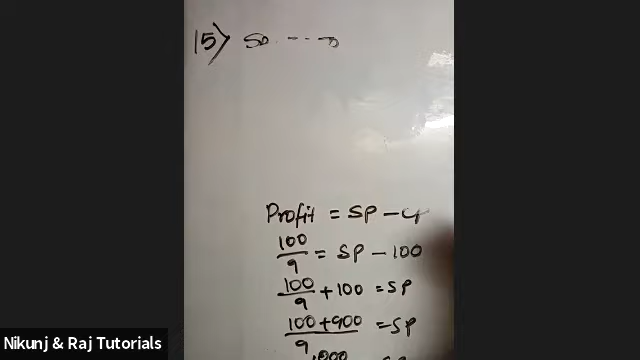 15)
Profit = SP - CP
100/9 = SP - 100
100/9 + 100 = SP
(100+900)/9 = SP
1000
Nikunj & Raj Tutorials